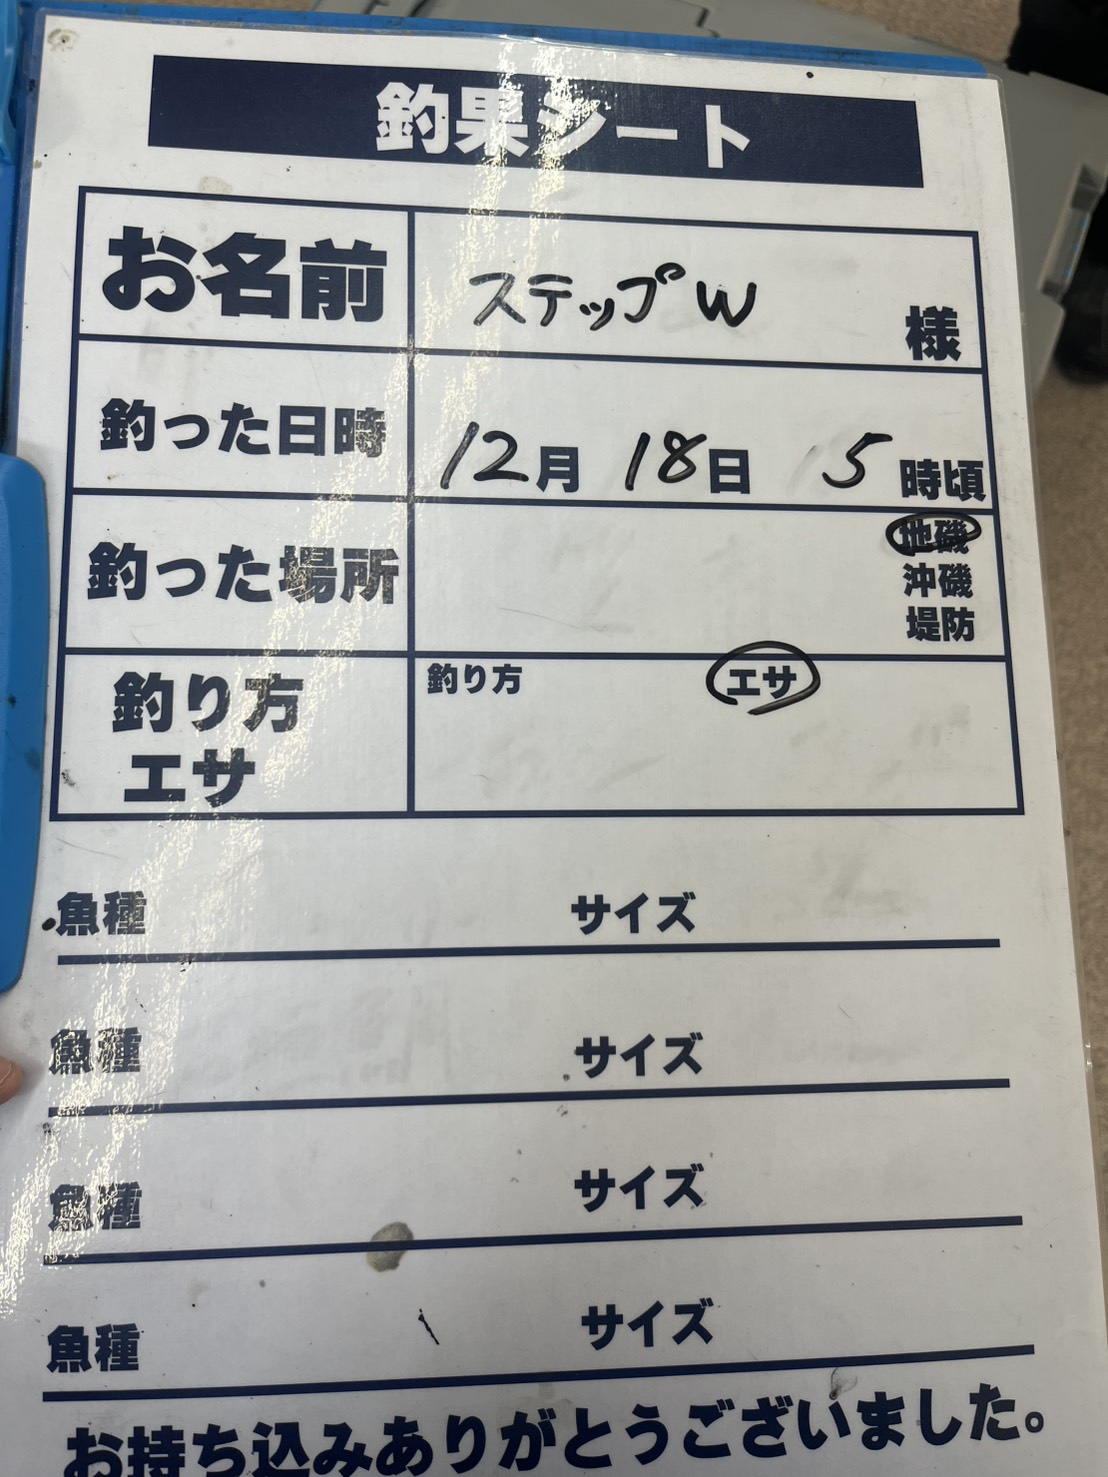 釣果シート
お名前 ステップW 様
釣った日時 12月 18日 5時頃
釣った場所 地磯
沖磯
堤防
釣り方 エサ
釣り方
エサ
魚種 サイズ
魚種 サイズ
魚種 サイズ
魚種 サイズ
お持ち込みありがとうございました。